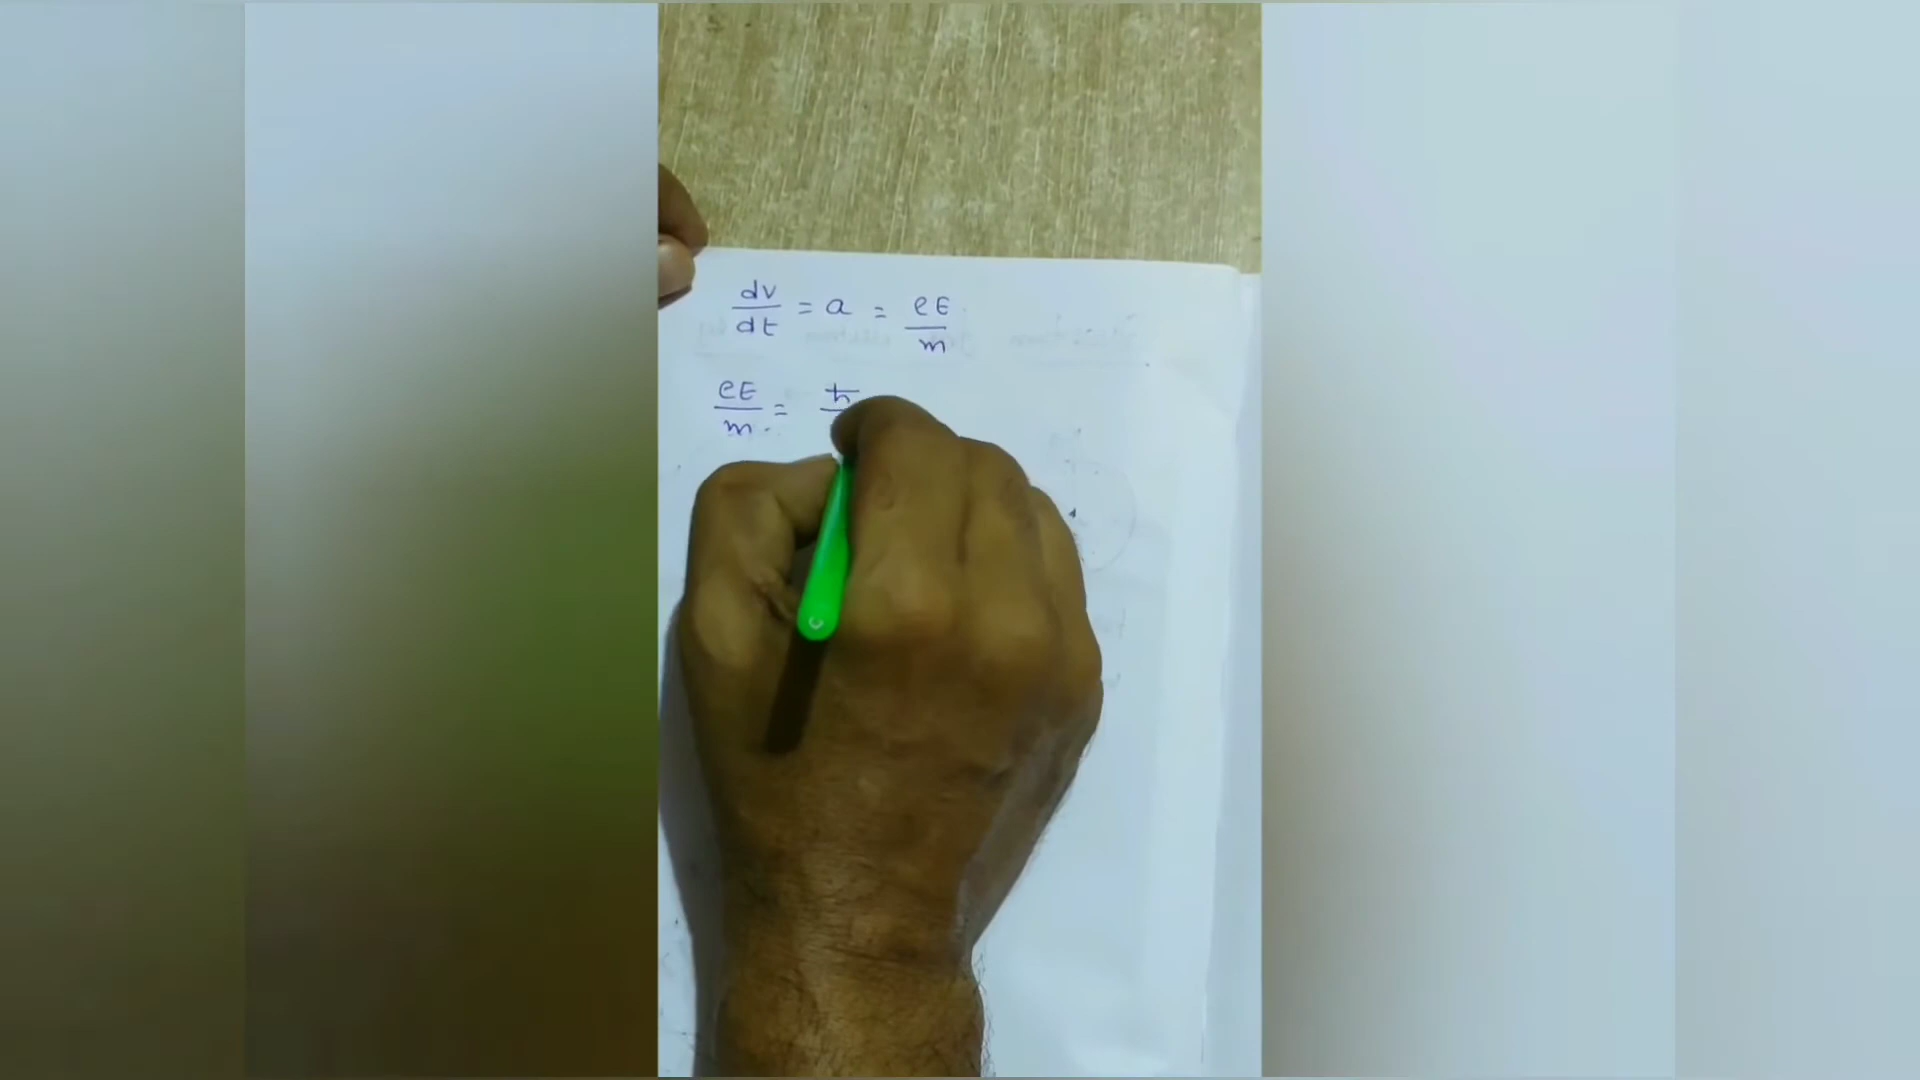 dv/dt = a = eE/m
eE/m = ħ